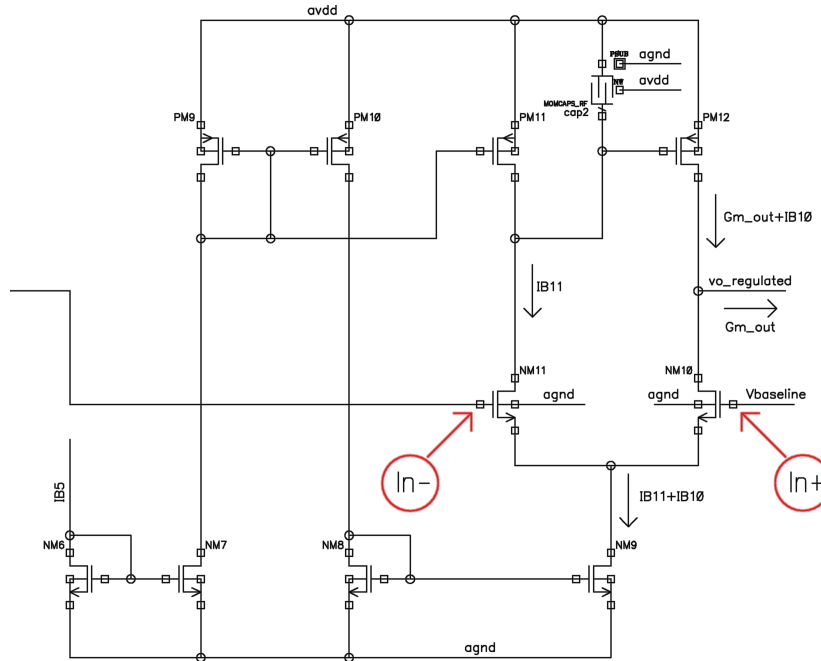 avdd
PSUB
agnd
NW
avdd
MOMCAPS_RF
cap2
PM9
PM10
PM11
PM12
Gm_out+IB10
IB11
vo_regulated
Gm_out
NM11
NM10
agnd
agnd
Vbaseline
In-
In+
IB5
IB11+IB10
NM6
NM7
NM8
NM9
agnd